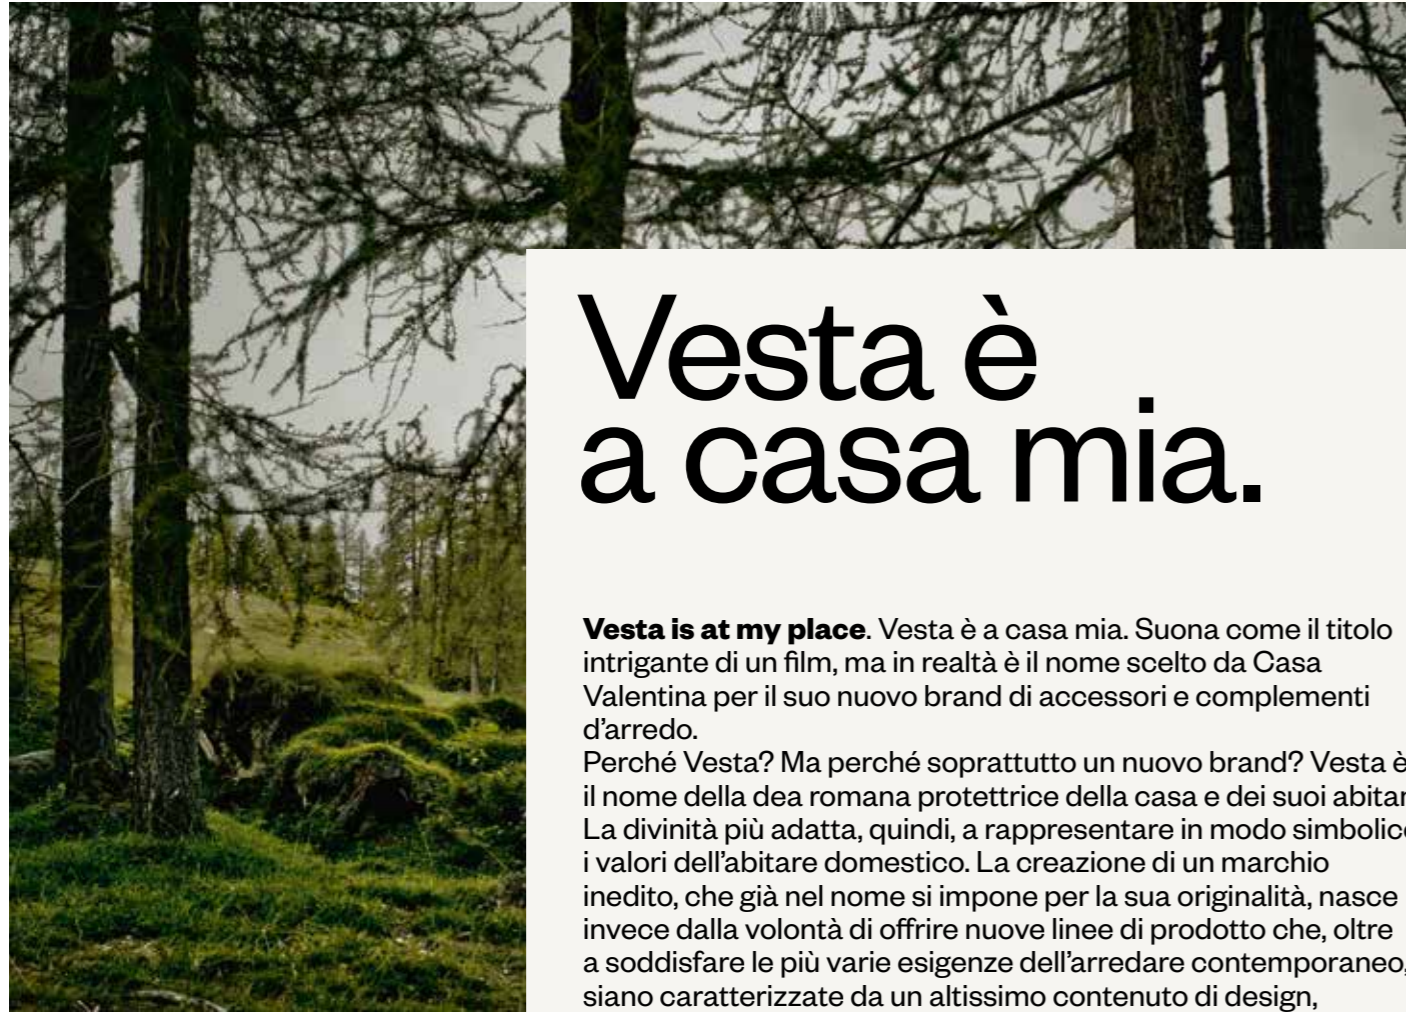 Vesta è
a casa mia.
Vesta is at my place. Vesta è a casa mia. Suona come il titolo
intrigante di un film, ma in realtà è il nome scelto da Casa
Valentina per il suo nuovo brand di accessori e complementi
d’arredo.
Perché Vesta? Ma perché soprattutto un nuovo brand? Vesta è
il nome della dea romana protettrice della casa e dei suoi
La divinità più adatta, quindi, a rappresentare in modo
i valori dell’abitare domestico. La creazione di un marchio
inedito, che già nel nome si impone per la sua originalità, nasce
invece dalla volontà di offrire nuove linee di prodotto che, oltre
a soddisfare le più varie esigenze dell’arredare contemporaneo,
siano caratterizzate da un altissimo contenuto di design,